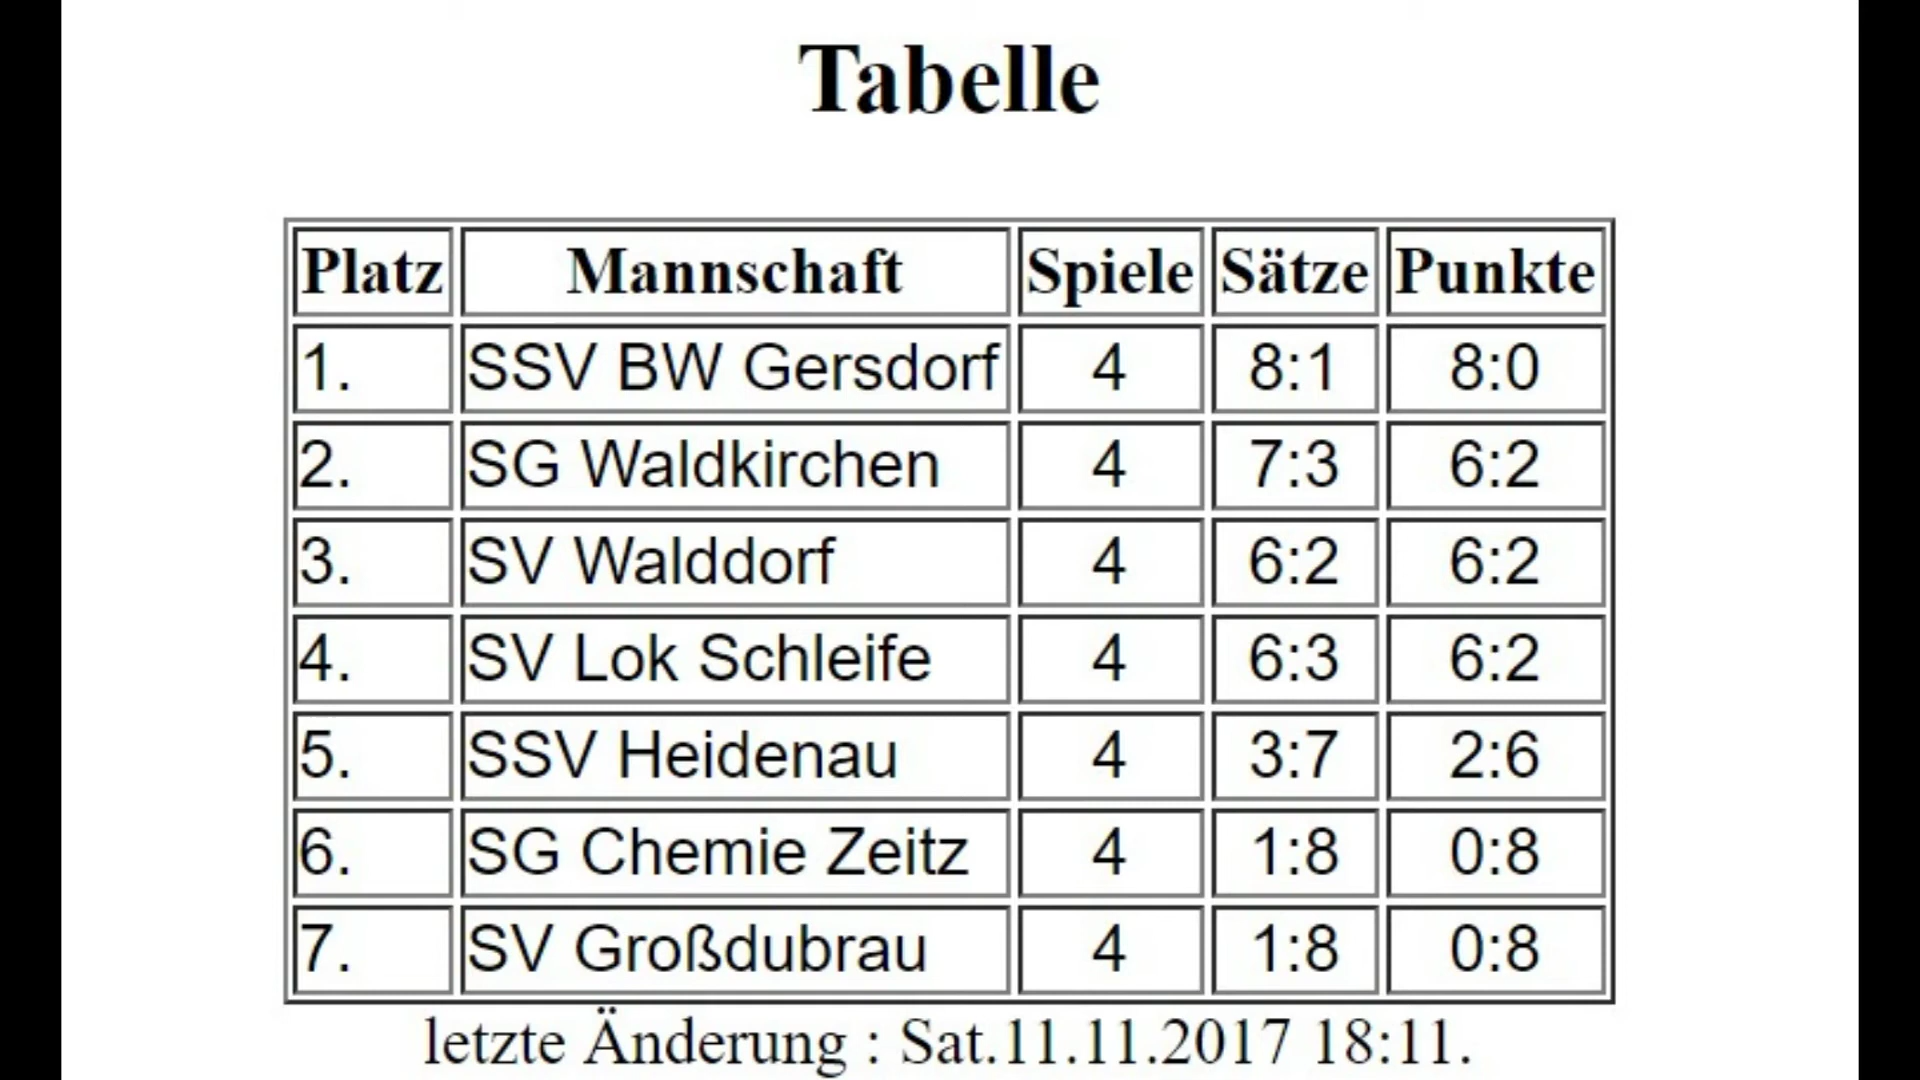 Tabelle
Platz Mannschaft Spiele Sätze Punkte
1. SSV BW Gersdorf 4 8:1 8:0
2. SG Waldkirchen 4 7:3 6:2
3. SV Walddorf 4 6:2 6:2
4. SV Lok Schleife 4 6:3 6:2
5. SSV Heidenau 4 3:7 2:6
6. SG Chemie Zeitz 4 1:8 0:8
7. SV Großdubrau 4 1:8 0:8
letzte Änderung : Sat.11.11.2017 18:11.